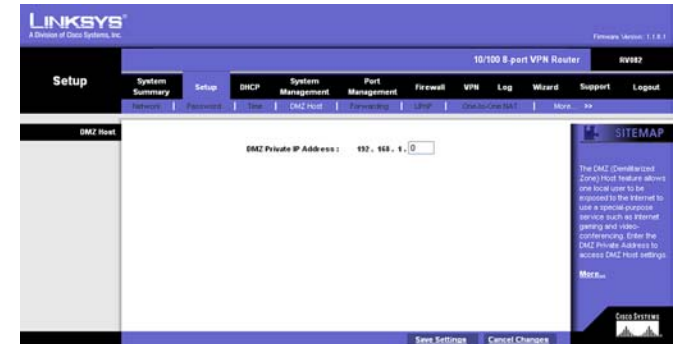 LINKSYS®
A Division of Cisco Systems, Inc.
Firmware Version: 1.1.8.1
10/100 8-port VPN Router RV082
Setup
System Summary Setup DHCP System Management Port Management Firewall VPN Log Wizard Support Logout
Network | Password | Time | DMZ Host | Forwarding | UPnP | One-to-One NAT | More... >>
DMZ Host
DMZ Private IP Address : 192 . 168 . 1 . 0
SITEMAP
The DMZ (Demilitarized
Zone) Host feature allows
one local user to be
exposed to the Internet to
use a special-purpose
service such as Internet
gaming and video-
conferencing. Enter the
DMZ Private Address to
access DMZ Host settings.
More...
Save Settings Cancel Changes
CISCO SYSTEMS